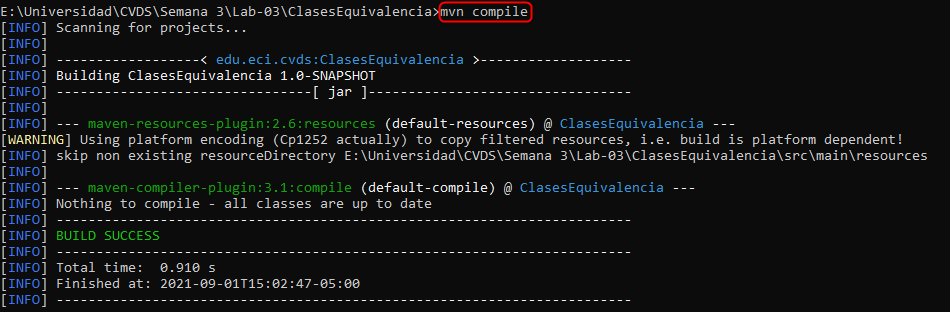 E:\Universidad\CVDS\Semana 3\Lab-03\ClasesEquivalencia>mvn compile
[INFO] Scanning for projects...
[INFO]
[INFO] ------------------< edu.eci.cvds:ClasesEquivalencia >-------------------
[INFO] Building ClasesEquivalencia 1.0-SNAPSHOT
[INFO] --------------------------------[ jar ]---------------------------------
[INFO]
[INFO] --- maven-resources-plugin:2.6:resources (default-resources) @ ClasesEquivalencia ---
[WARNING] Using platform encoding (Cp1252 actually) to copy filtered resources, i.e. build is platform dependent!
[INFO] skip non existing resourceDirectory E:\Universidad\CVDS\Semana 3\Lab-03\ClasesEquivalencia\src\main\resources
[INFO]
[INFO] --- maven-compiler-plugin:3.1:compile (default-compile) @ ClasesEquivalencia ---
[INFO] Nothing to compile - all classes are up to date
[INFO] ------------------------------------------------------------------------
[INFO] BUILD SUCCESS
[INFO] ------------------------------------------------------------------------
[INFO] Total time:  0.910 s
[INFO] Finished at: 2021-09-01T15:02:47-05:00
[INFO] ------------------------------------------------------------------------